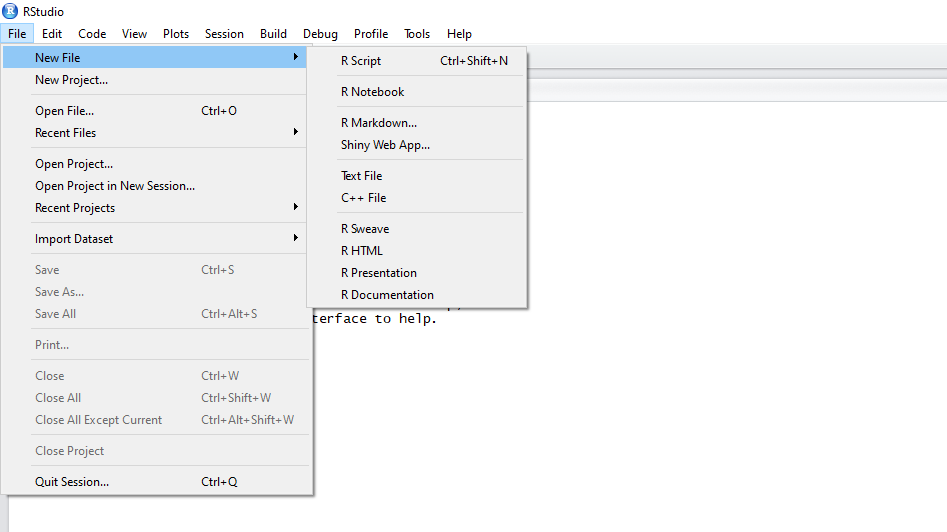 RStudio
File Edit Code View Plots Session Build Debug Profile Tools Help
New File
New Project...
Open File... Ctrl+O
Recent Files
Open Project...
Open Project in New Session...
Recent Projects
Import Dataset
Save Ctrl+S
Save As...
Save All Ctrl+Alt+S
Print...
Close Ctrl+W
Close All Ctrl+Shift+W
Close All Except Current Ctrl+Alt+Shift+W
Close Project
Quit Session... Ctrl+Q
R Script Ctrl+Shift+N
R Notebook
R Markdown...
Shiny Web App...
Text File
C++ File
R Sweave
R HTML
R Presentation
R Documentation
terface to help.